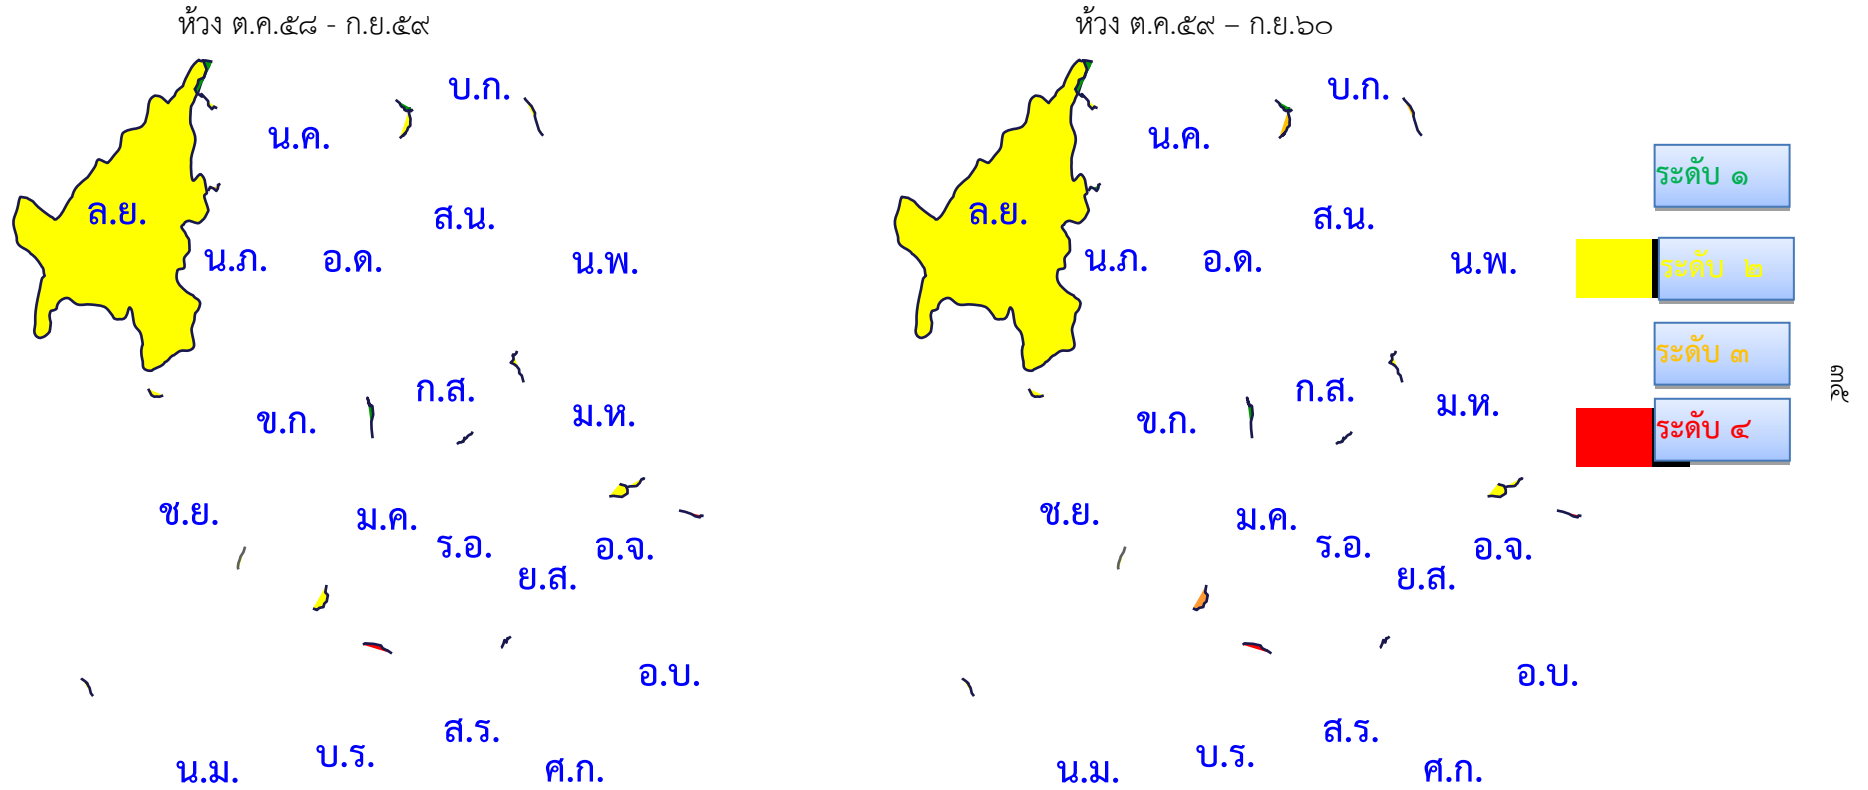 ห้วง ต.ค.๕๘ - ก.ย.๕๙
บ.ก.
น.ค.
ล.ย.
ส.น.
น.ภ.
อ.ด.
น.พ.
ก.ส.
ข.ก.
ม.ห.
ช.ย.
ม.ค.
ร.อ.
อ.จ.
ย.ส.
อ.บ.
ส.ร.
บ.ร.
น.ม.
ศ.ก.
ห้วง ต.ค.๕๙ – ก.ย.๖๐
บ.ก.
น.ค.
ล.ย.
ส.น.
น.ภ.
อ.ด.
น.พ.
ก.ส.
ข.ก.
ม.ห.
ช.ย.
ม.ค.
ร.อ.
อ.จ.
ย.ส.
อ.บ.
ส.ร.
บ.ร.
น.ม.
ศ.ก.
ระดับ ๑
ระดับ ๒
ระดับ ๓
ระดับ ๔
๓๕